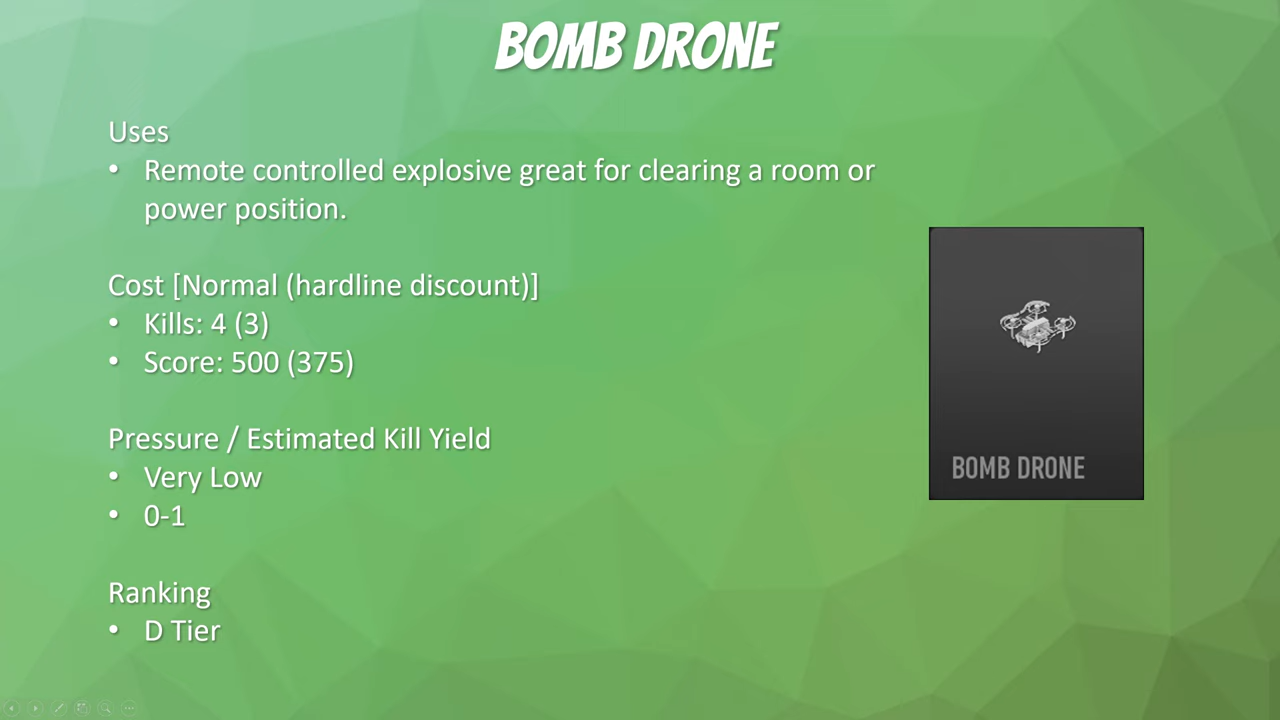 BOMB DRONE
Uses
• Remote controlled explosive great for clearing a room or
power position.
Cost [Normal (hardline discount)]
• Kills: 4 (3)
• Score: 500 (375)
Pressure / Estimated Kill Yield
• Very Low
• 0-1
Ranking
• D Tier
BOMB DRONE